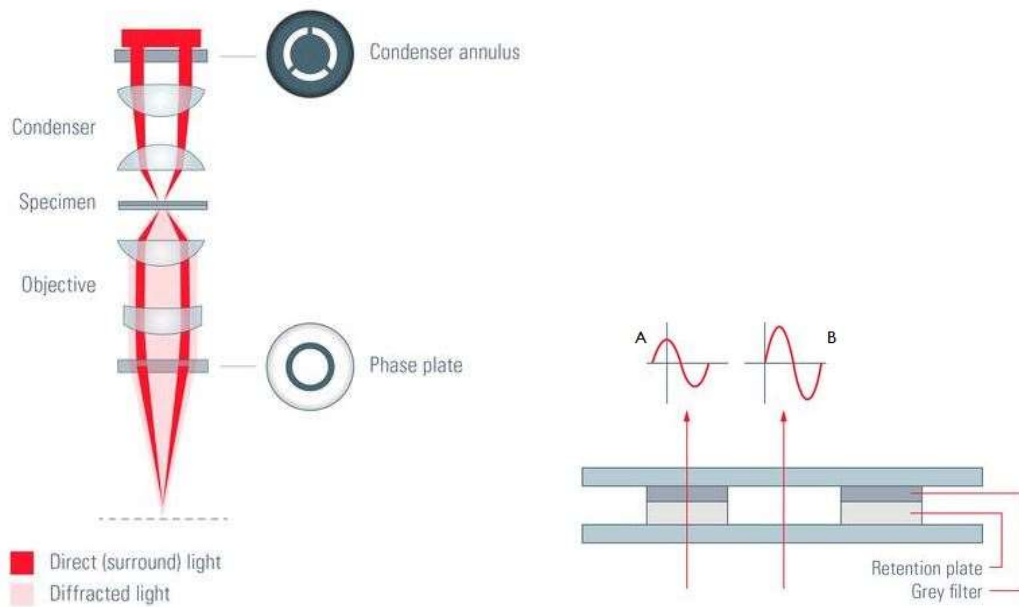 Condenser annulus
Condenser
Specimen
Objective
A
B
Phase plate
Direct (surround) light
Diffracted light
Retention plate
Grey filter